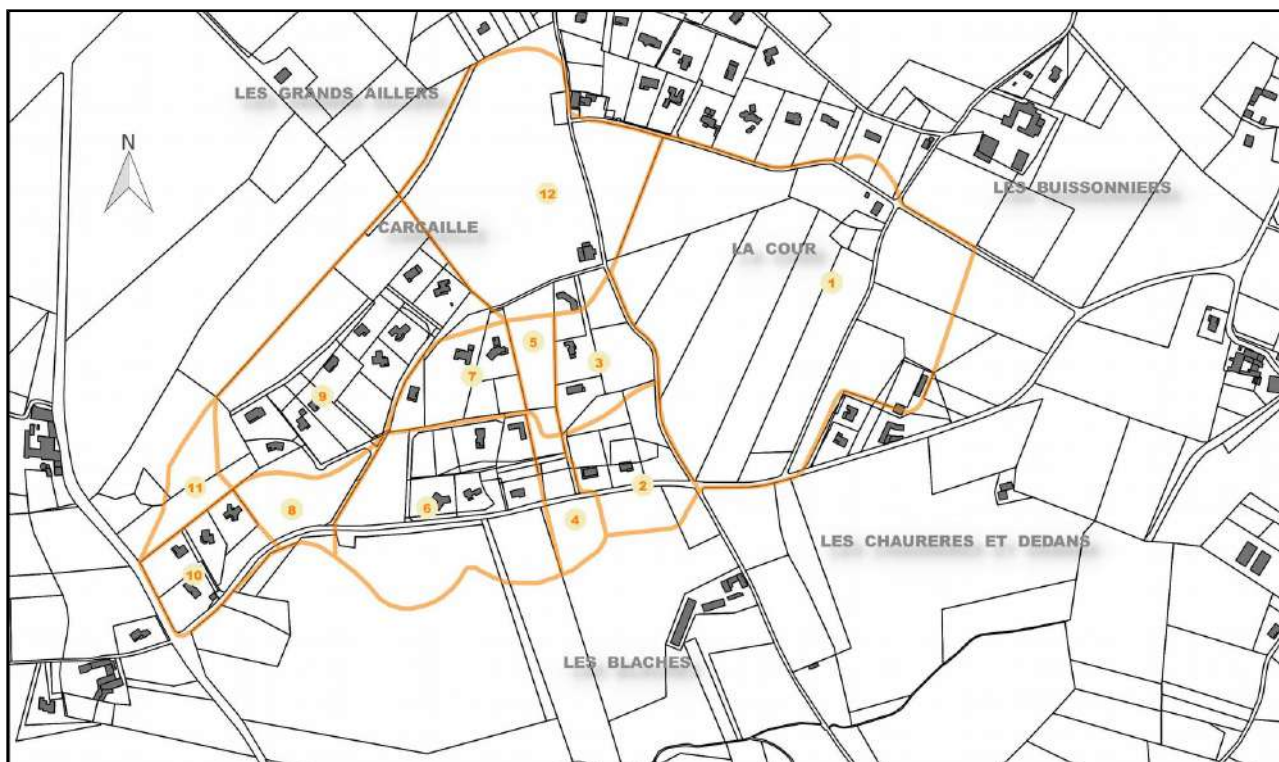 LES GRANDS AILLERS
N
LES BUISSONNIERS
12
CARCAILLE
LA COUR
1
5
3
7
9
11
2
6
8
4
LES CHAURERES ET DEDANS
10
LES BLACHES